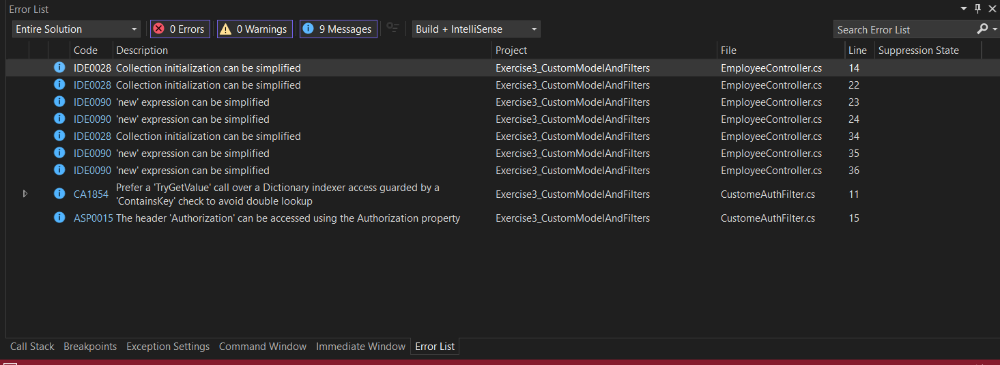 Error List
Entire Solution 0 Errors 0 Warnings 9 Messages Build + IntelliSense Search Error List
Code Description Project File Line Suppression State
IDE0028 Collection initialization can be simplified Exercise3_CustomModelAndFilters EmployeeController.cs 14
IDE0028 Collection initialization can be simplified Exercise3_CustomModelAndFilters EmployeeController.cs 22
IDE0090 'new' expression can be simplified Exercise3_CustomModelAndFilters EmployeeController.cs 23
IDE0090 'new' expression can be simplified Exercise3_CustomModelAndFilters EmployeeController.cs 24
IDE0028 Collection initialization can be simplified Exercise3_CustomModelAndFilters EmployeeController.cs 34
IDE0090 'new' expression can be simplified Exercise3_CustomModelAndFilters EmployeeController.cs 35
IDE0090 'new' expression can be simplified Exercise3_CustomModelAndFilters EmployeeController.cs 36
CA1854 Prefer a 'TryGetValue' call over a Dictionary indexer access guarded by a
'ContainsKey' check to avoid double lookup Exercise3_CustomModelAndFilters CustomeAuthFilter.cs 11
ASP0015 The header 'Authorization' can be accessed using the Authorization property Exercise3_CustomModelAndFilters CustomeAuthFilter.cs 15
Call Stack Breakpoints Exception Settings Command Window Immediate Window Error List